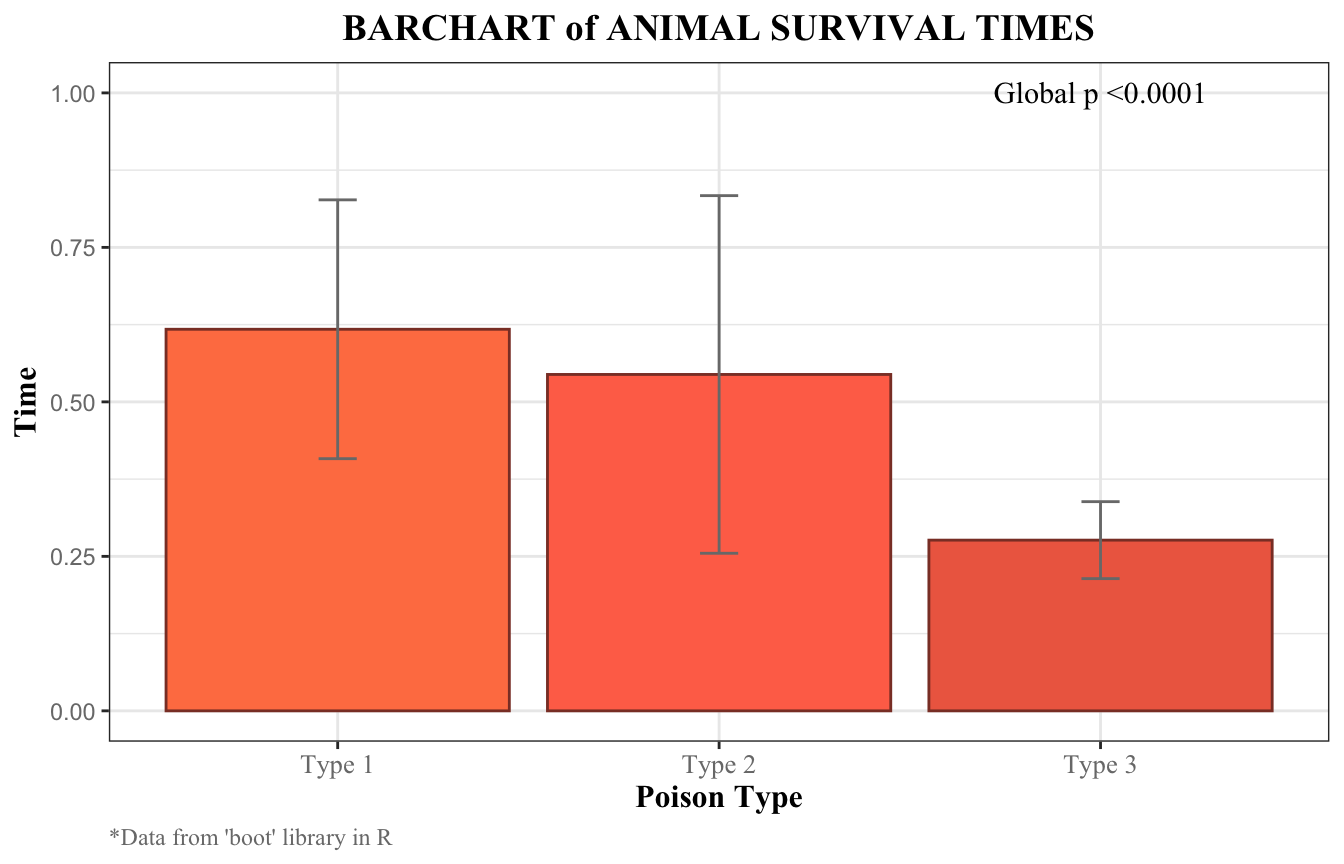 BARCHART of ANIMAL SURVIVAL TIMES
Global p <0.0001
1.00
0.75
0.50
0.25
0.00
Time
Type 1 Type 2 Type 3
Poison Type
*Data from 'boot' library in R